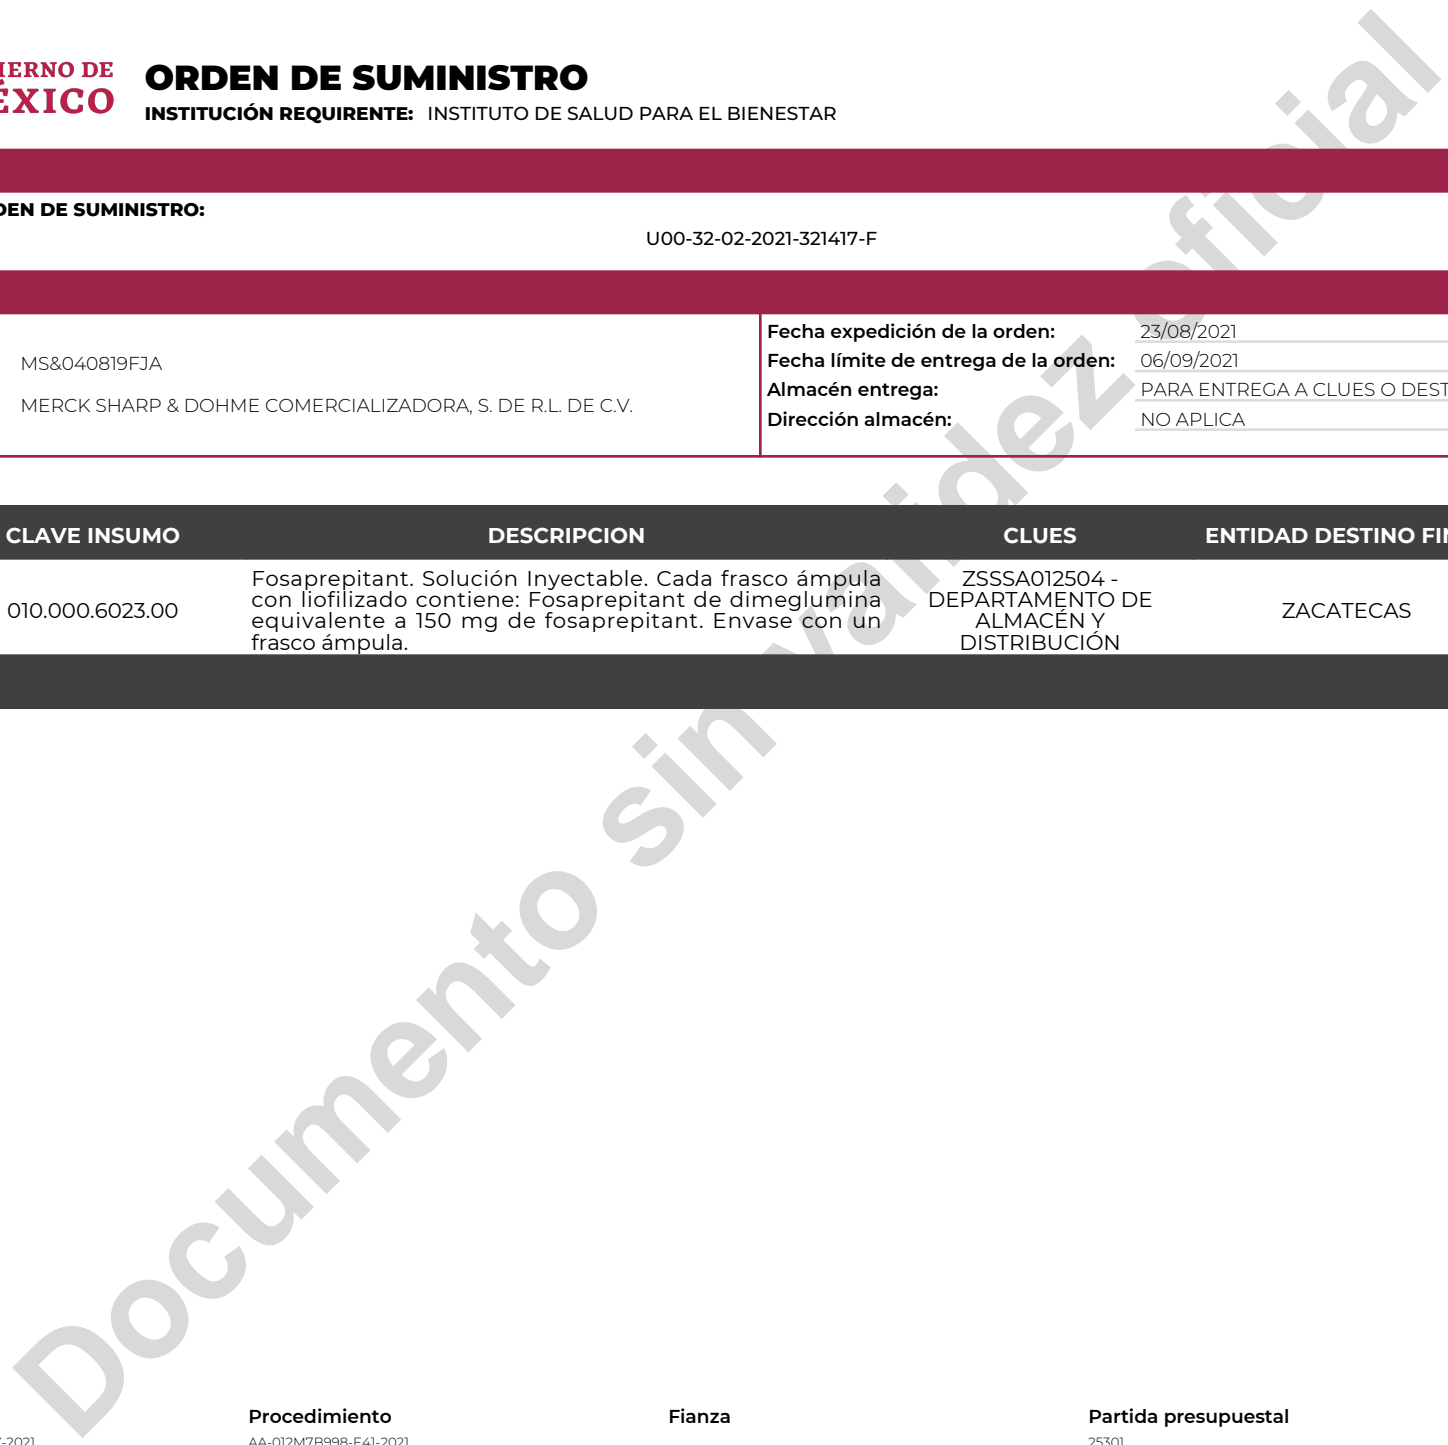 ORDEN DE SUMINISTRO
INSTITUCIÓN REQUIRENTE: INSTITUTO DE SALUD PARA EL BIENESTAR
DE
MÉXICO
DE SUMINISTRO:
U00-32-02-2021-321417-F
MS&040819FJA
MERCK SHARP & DOHME COMERCIALIZADORA, S. DE R.L. DE C.V.
Fecha expedición de la orden: 23/08/2021
Fecha límite de entrega de la orden: 06/09/2021
Almacén entrega: PARA ENTREGA A CLUES O
Dirección almacén: NO APLICA
CLAVE INSUMO DESCRIPCION CLUES ENTIDAD DESTINO
010.000.6023.00
Fosaprepitant. Solución Inyectable. Cada frasco ámpula
con liofilizado contiene: Fosaprepitant de dimeglumina
equivalente a 150 mg de fosaprepitant. Envase con un
frasco ámpula.
ZSSSA012504 -
DEPARTAMENTO DE
ALMACÉN Y
DISTRIBUCIÓN
ZACATECAS
Documento sin validez oficial
Procedimiento Fianza Partida presupuestal
AA-012M7B998-E41-2021 25301